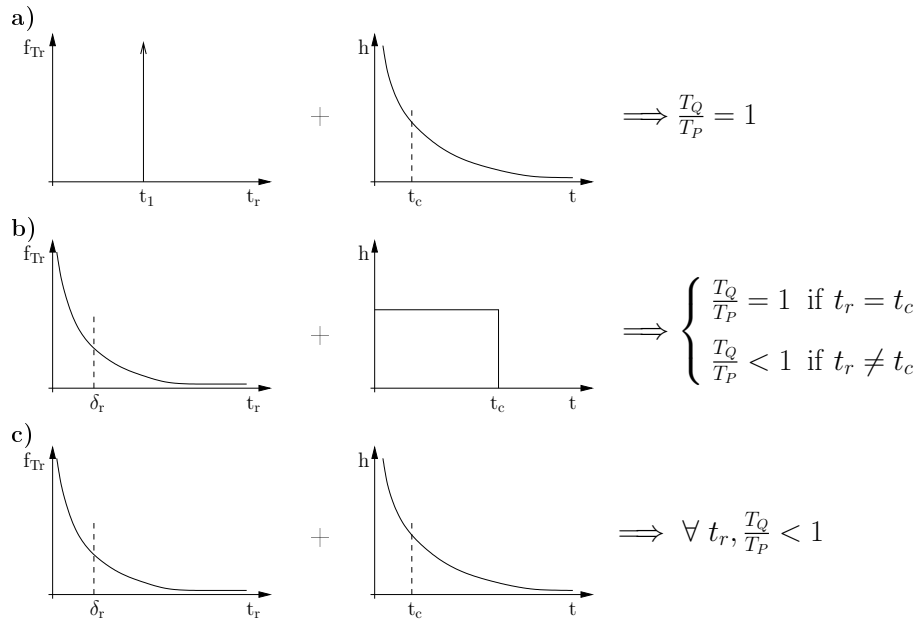 a)
f_Tr
t_1
t_r
+
h
t_c
t
⟹ T_Q/T_P = 1
b)
f_Tr
δ_r
t_r
+
h
t_c
t
⟹ { T_Q/T_P = 1 if t_r = t_c
T_Q/T_P < 1 if t_r ≠ t_c
c)
f_Tr
δ_r
t_r
+
h
t_c
t
⟹ ∀ t_r, T_Q/T_P < 1